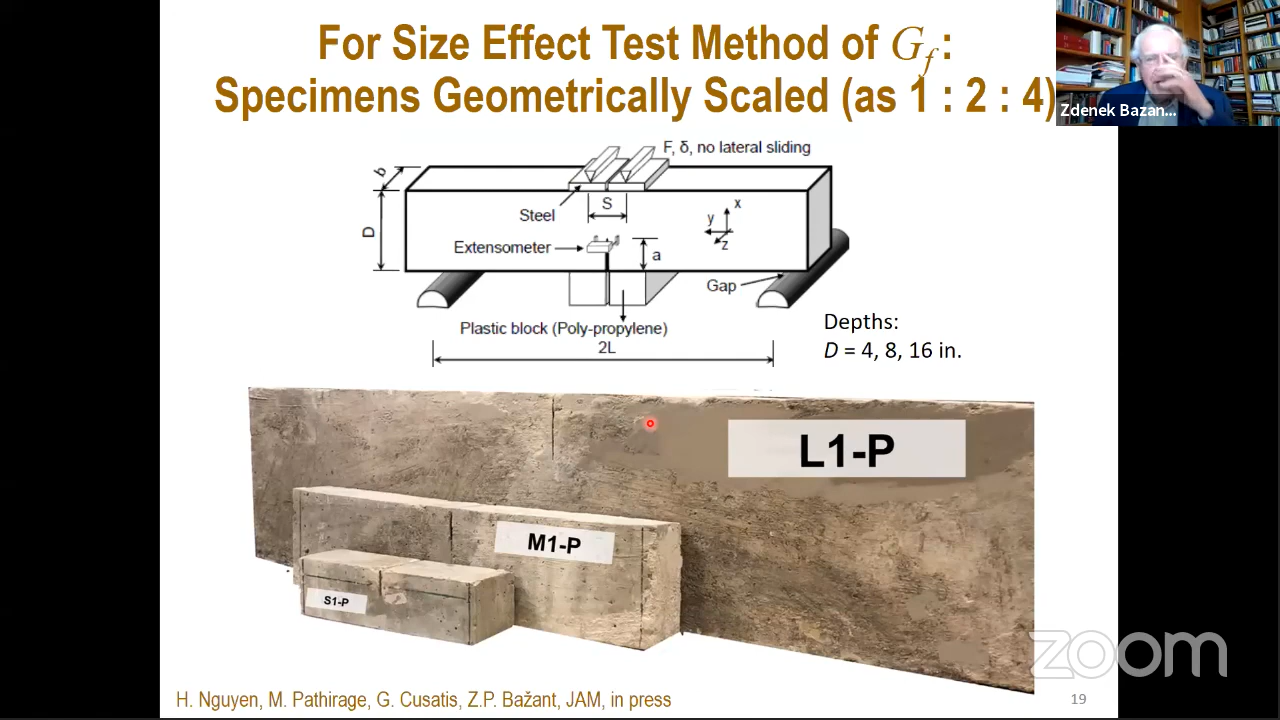 For Size Effect Test Method of Gf :
Specimens Geometrically Scaled (as 1 : 2 : 4)
Zdenek Bazan...
F, δ, no lateral sliding
b
D
Steel
S
x
y
z
Extensometer
a
Gap
Plastic block (Poly-propylene)
2L
Depths:
D = 4, 8, 16 in.
L1-P
M1-P
S1-P
zoom
H. Nguyen, M. Pathirage, G. Cusatis, Z.P. Bažant, JAM, in press
19